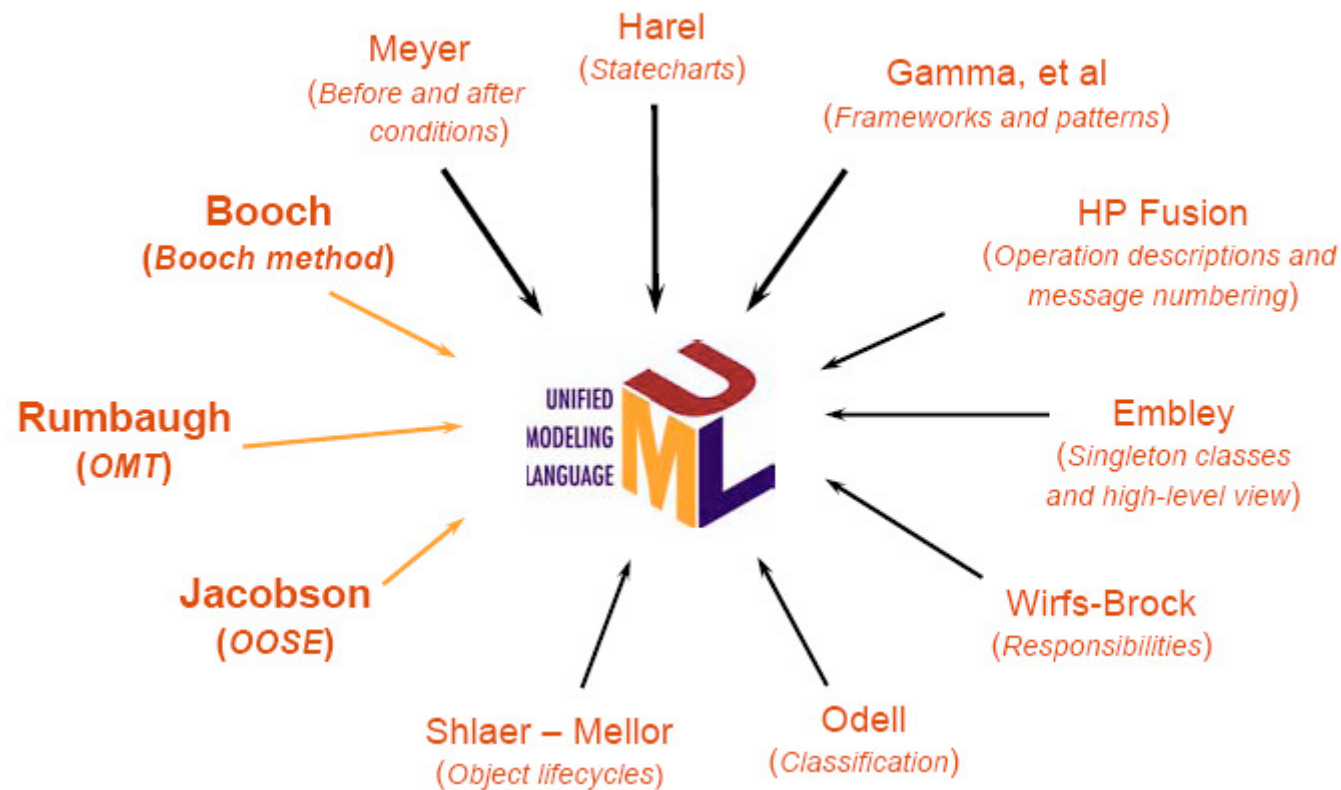 Meyer
(Before and after
conditions)
Harel
(Statecharts)
Gamma, et al
(Frameworks and patterns)
Booch
(Booch method)
HP Fusion
(Operation descriptions and
message numbering)
Rumbaugh
(OMT)
UNIFIED
MODELING
LANGUAGE
UML
Embley
(Singleton classes
and high-level view)
Jacobson
(OOSE)
Wirfs-Brock
(Responsibilities)
Shlaer – Mellor
(Object lifecycles)
Odell
(Classification)